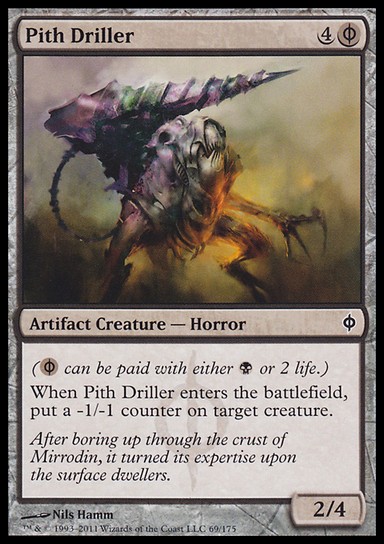 Pith Driller 4
Artifact Creature — Horror
( can be paid with either or 2 life.)
When Pith Driller enters the battlefield,
put a -1/-1 counter on target creature.
After boring up through the crust of
Mirrodin, it turned its expertise upon
the surface dwellers.
Nils Hamm
™ & © 1993–2011 Wizards of the Coast LLC 69/175
2/4